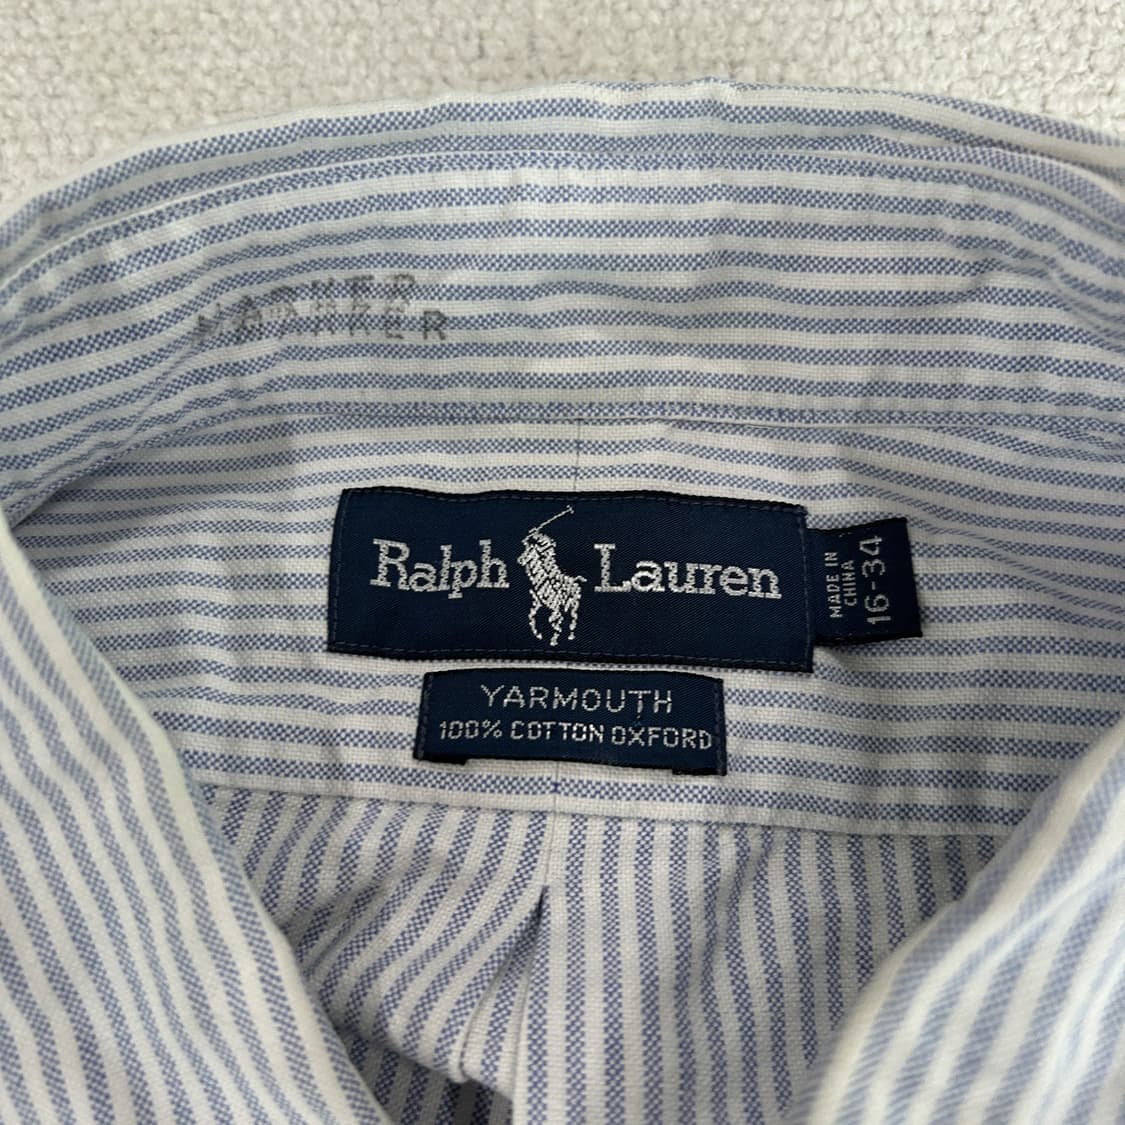 Ralph Lauren
MADE IN
CHINA
16-34
YARMOUTH
100% COTTON OXFORD